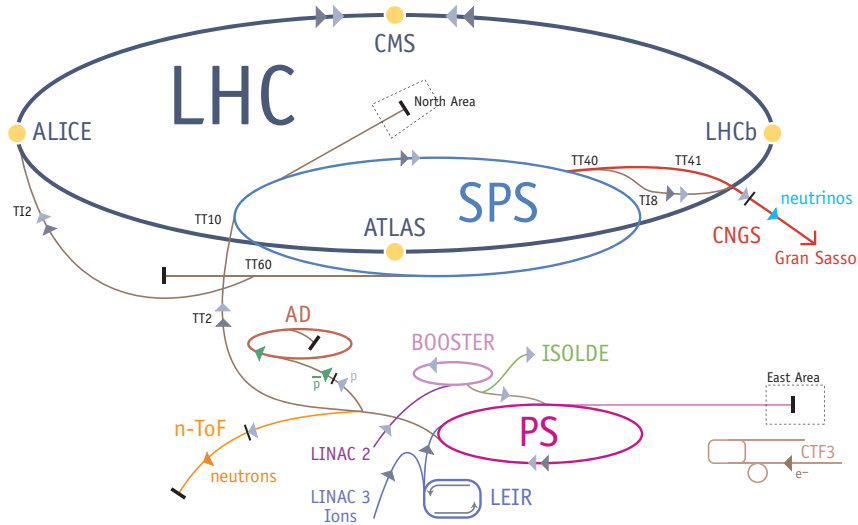 CMS
LHC
North Area
ALICE
LHCb
TT40
TT41
SPS
neutrinos
TI2
TI8
TT10
ATLAS
CNGS
Gran Sasso
TT60
TT2
AD
BOOSTER
ISOLDE
p
p
East Area
n-ToF
PS
LINAC 2
neutrons
CTF3
e−
LINAC 3
Ions
LEIR